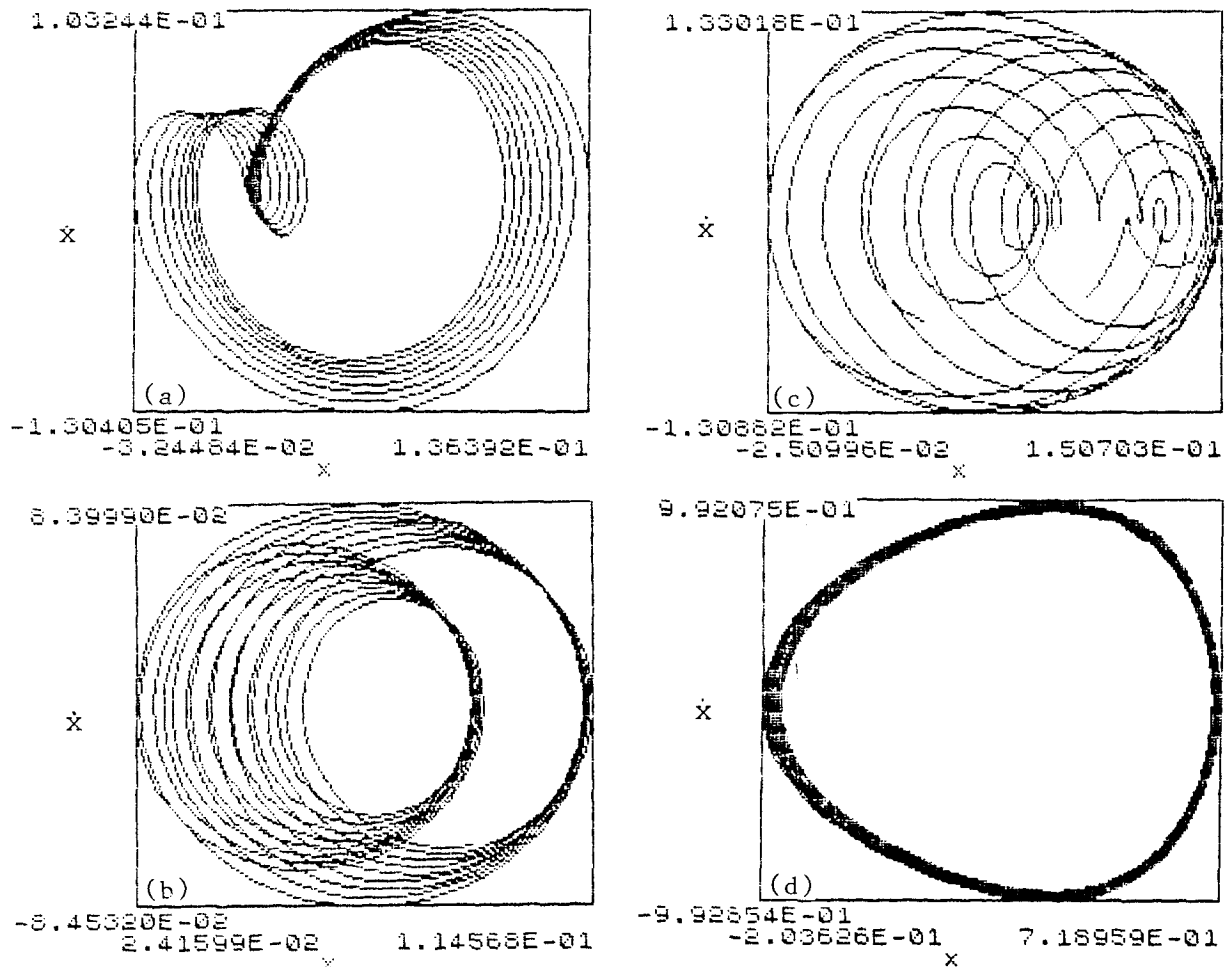 1.03244E-01
ẋ
(a)
-1.30405E-01
-3.24484E-02 1.36392E-01
x
1.33018E-01
ẋ
(c)
-1.30882E-01
-2.50996E-02 1.50703E-01
x
8.39990E-02
ẋ
(b)
-8.45320E-02
2.41599E-02 1.14568E-01
x
9.92075E-01
ẋ
(d)
-9.92854E-01
-2.03626E-01 7.18959E-01
x